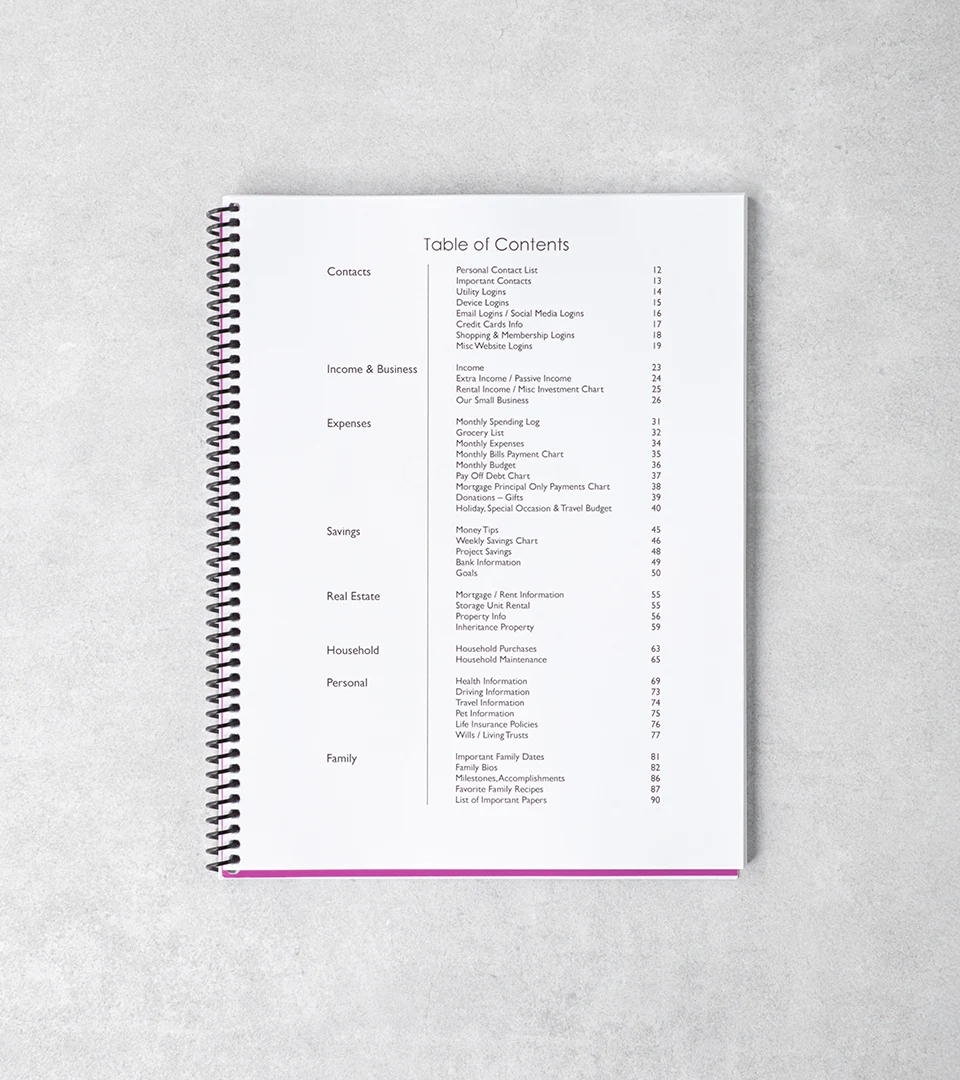 Table of Contents
Contacts Personal Contact List 12
Important Contacts 13
Utility Logins 14
Device Logins 15
Email Logins / Social Media Logins 16
Credit Cards Info 17
Shopping & Membership Logins 18
Misc Website Logins 19
Income & Business Income 23
Extra Income / Passive Income 24
Rental Income / Misc Investment Chart 25
Our Small Business 26
Expenses Monthly Spending Log 31
Grocery List 32
Monthly Expenses 34
Monthly Bills Payment Chart 35
Monthly Budget 36
Pay Off Debt Chart 37
Mortgage Principal Only Payments Chart 38
Donations – Gifts 39
Holiday, Special Occasion & Travel Budget 40
Savings Money Tips 45
Weekly Savings Chart 46
Project Savings 48
Bank Information 49
Goals 50
Real Estate Mortgage / Rent Information 55
Storage Unit Rental 55
Property Info 56
Inheritance Property 59
Household Household Purchases 63
Household Maintenance 65
Personal Health Information 69
Driving Information 73
Travel Information 74
Pet Information 75
Life Insurance Policies 76
Wills / Living Trusts 77
Family Important Family Dates 81
Family Bios 82
Milestones, Accomplishments 86
Favorite Family Recipes 87
List of Important Papers 90